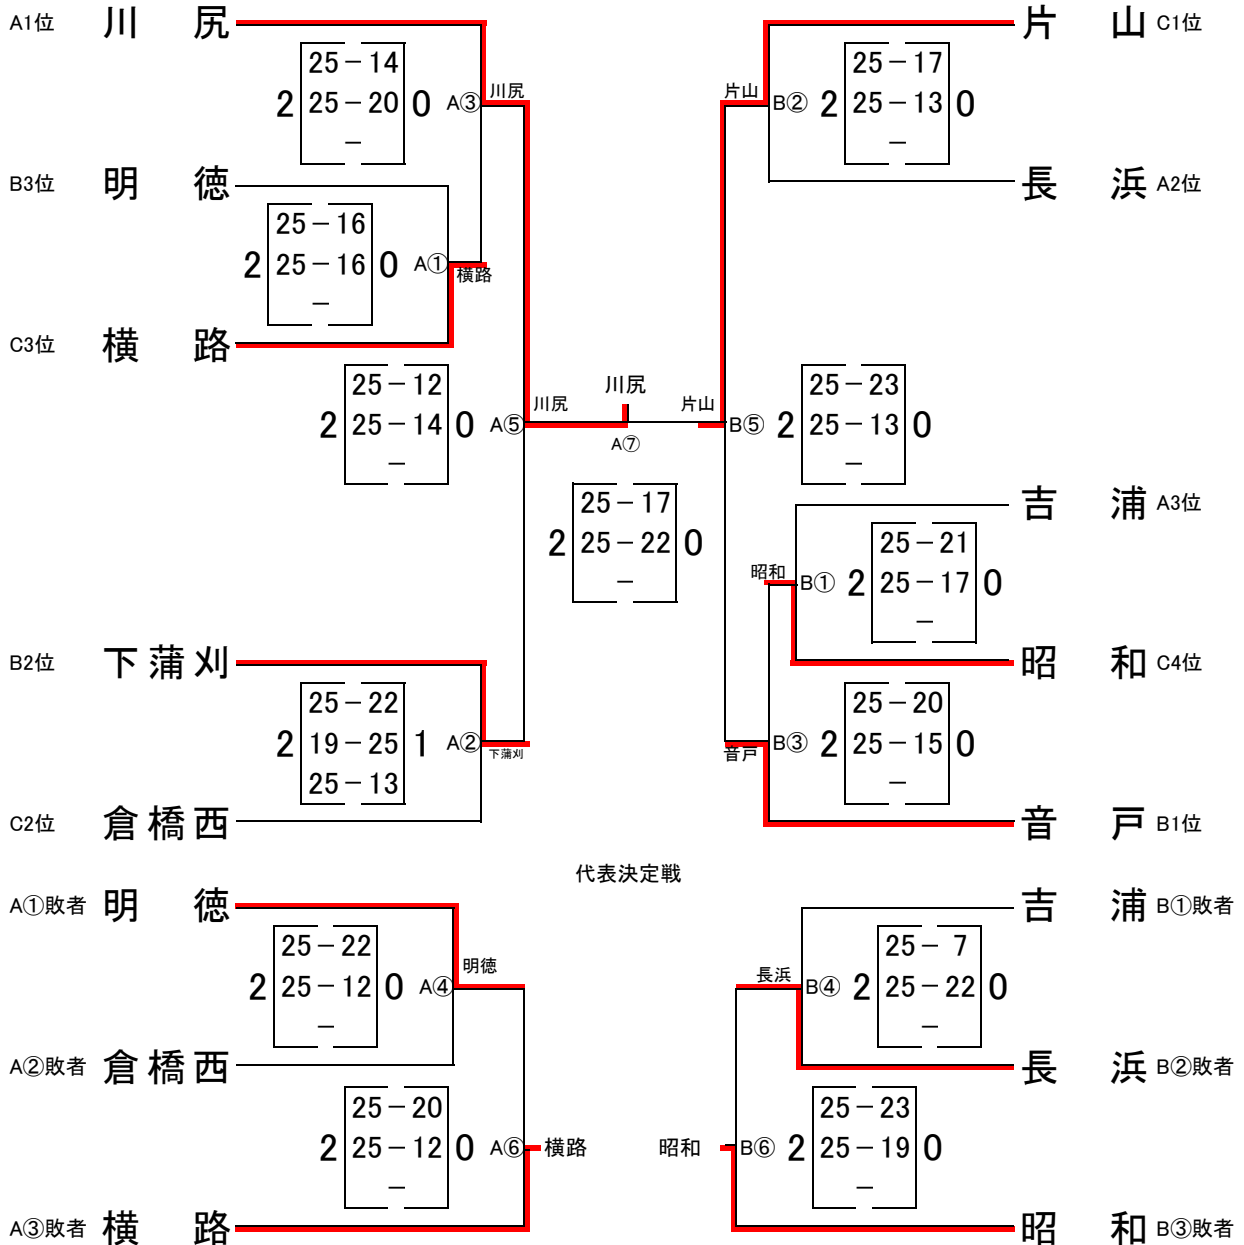 A1位 川尻
25－14
2 25－20 0
－
A③
川尻
B3位 明徳
25－16
2 25－16 0
－
A①
横路
C3位 横路
25－12
2 25－14 0
－
A⑤
川尻
B2位 下蒲刈
25－22
2 19－25 1
25－13
A②
下蒲刈
C2位 倉橋西
川尻
A⑦
25－17
2 25－22 0
－
片山 C1位
片山
B②
25－17
2 25－13 0
－
長浜 A2位
片山
B⑤
25－23
2 25－13 0
－
吉浦 A3位
昭和
B①
25－21
2 25－17 0
－
昭和 C4位
25－20
2 25－15 0
－
B③
音戸
音戸 B1位
代表決定戦
A①敗者 明徳
25－22
2 25－12 0
－
A④
明徳
A②敗者 倉橋西
25－20
2 25－12 0
－
A⑥
横路
A③敗者 横路
吉浦 B①敗者
長浜
B④
25－7
2 25－22 0
－
長浜 B②敗者
昭和
B⑥
25－23
2 25－19 0
－
昭和 B③敗者